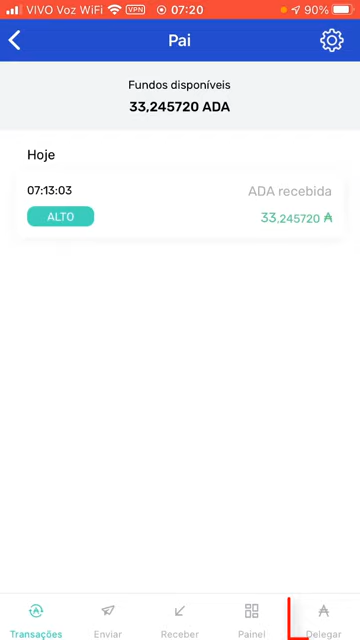 VIVO Voz WiFi VPN 07:20 90%
Pai
Fundos disponíveis
33,245720 ADA
Hoje
07:13:03 ADA recebida
ALTO 33,245720 ₳
Transações Enviar Receber Painel Delegar